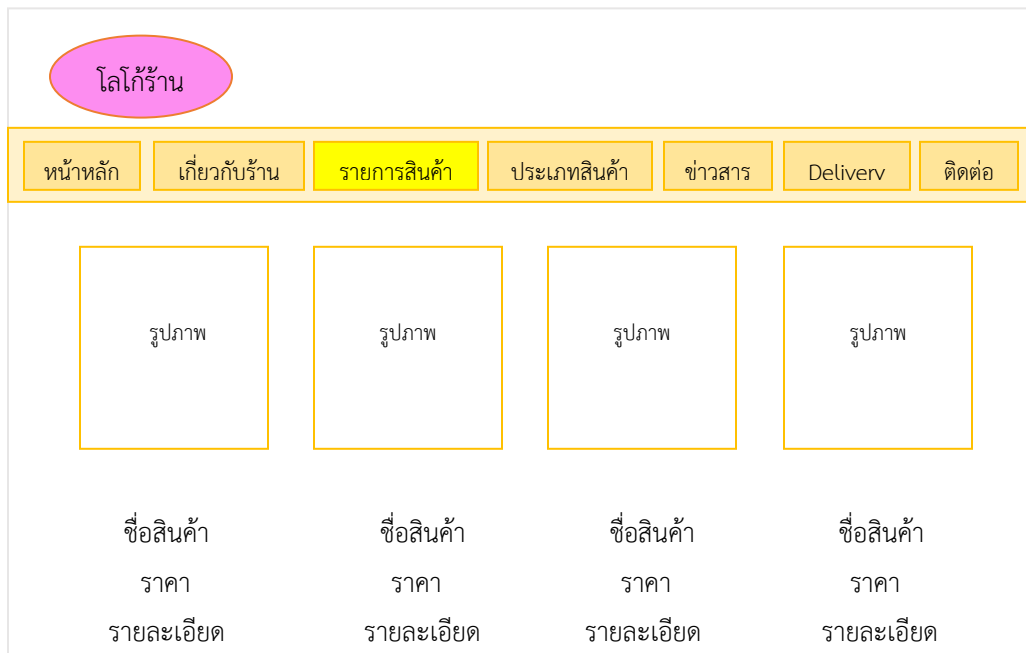 โลโก้ร้าน
หน้าหลัก เกี่ยวกับร้าน รายการสินค้า ประเภทสินค้า ข่าวสาร Delivery ติดต่อ
รูปภาพ รูปภาพ รูปภาพ รูปภาพ
ชื่อสินค้า ชื่อสินค้า ชื่อสินค้า ชื่อสินค้า
ราคา ราคา ราคา ราคา
รายละเอียด รายละเอียด รายละเอียด รายละเอียด